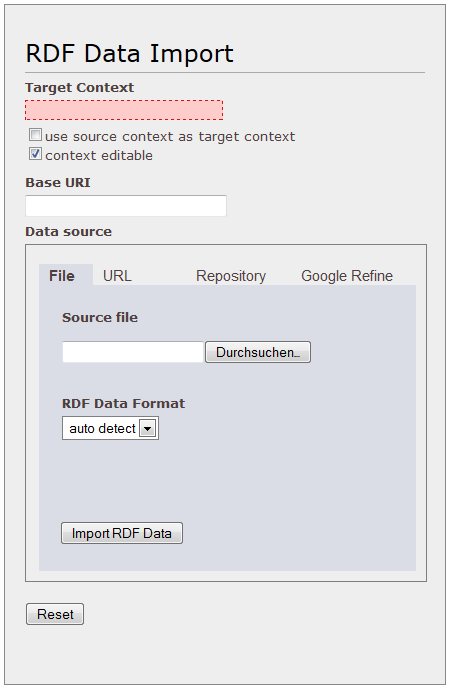 RDF Data Import
Target Context
use source context as target context
context editable
Base URI
Data source
File URL Repository Google Refine
Source file
Durchsuchen...
RDF Data Format
auto detect
Import RDF Data
Reset